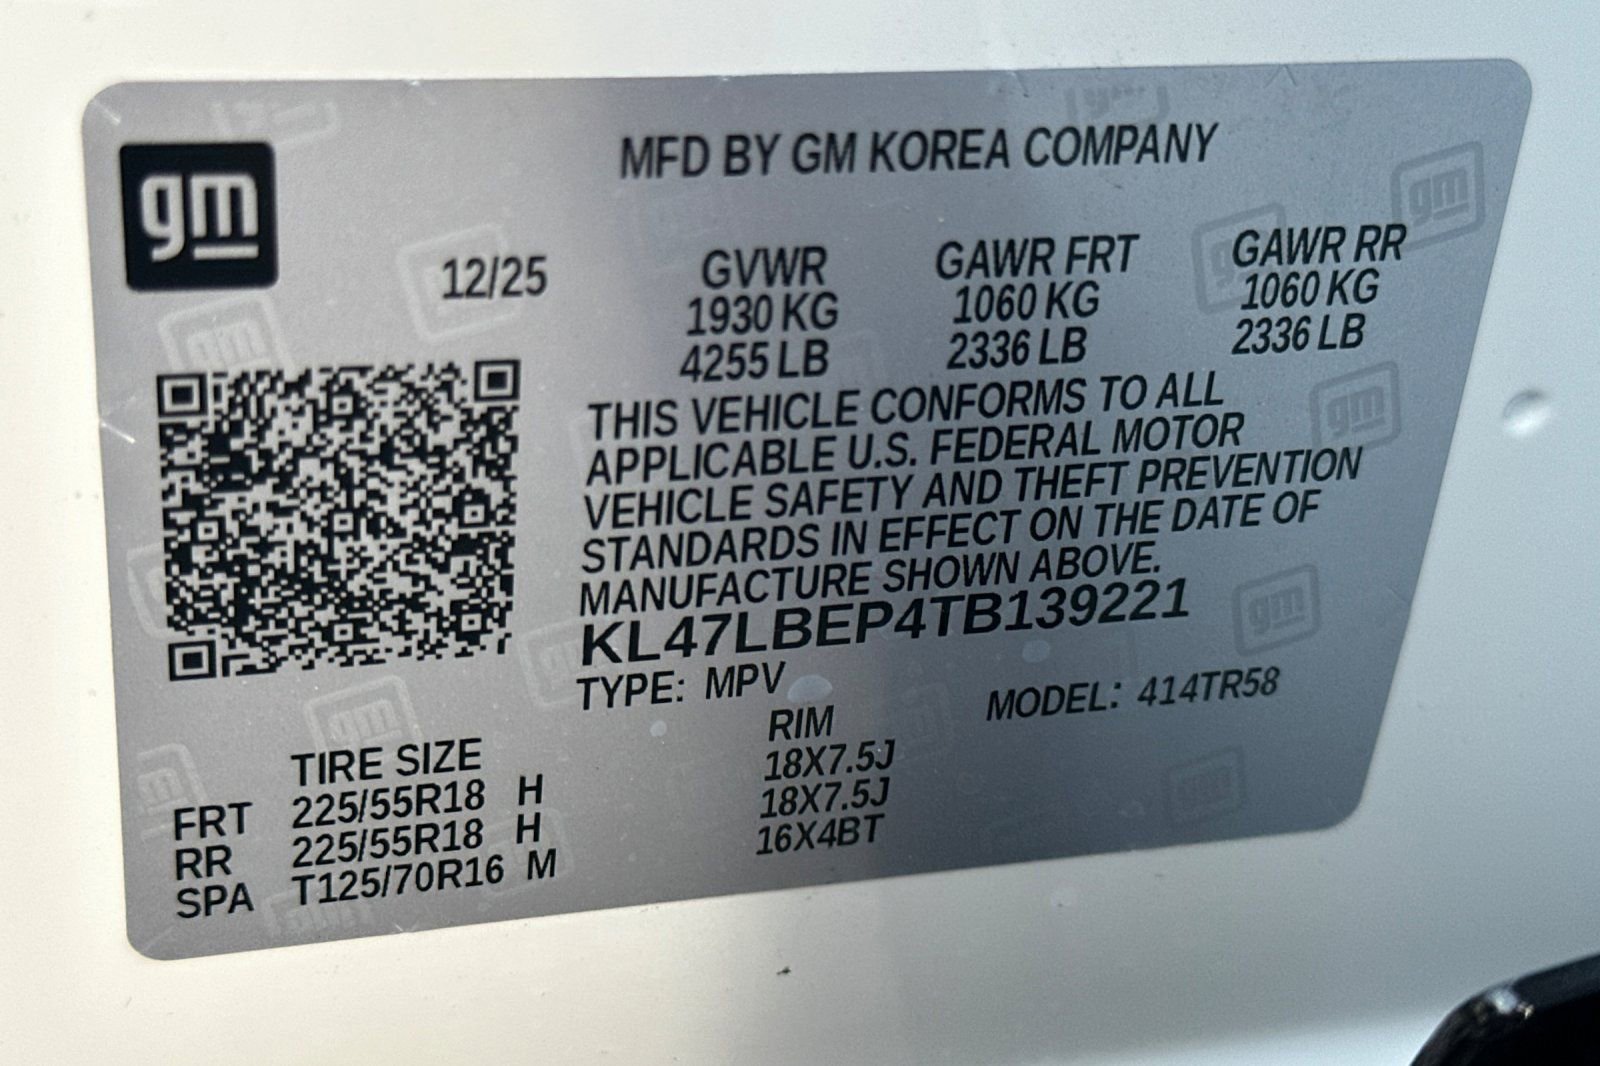 gm
MFD BY GM KOREA COMPANY
12/25 GVWR GAWR FRT GAWR RR
1930 KG 1060 KG 1060 KG
4255 LB 2336 LB 2336 LB
THIS VEHICLE CONFORMS TO ALL
APPLICABLE U.S. FEDERAL MOTOR
VEHICLE SAFETY AND THEFT PREVENTION
STANDARDS IN EFFECT ON THE DATE OF
MANUFACTURE SHOWN ABOVE.
KL47LBEP4TB139221
TYPE: MPV MODEL: 414TR58
TIRE SIZE RIM
FRT 225/55R18 H 18X7.5J
RR 225/55R18 H 18X7.5J
SPA T125/70R16 M 16X4BT